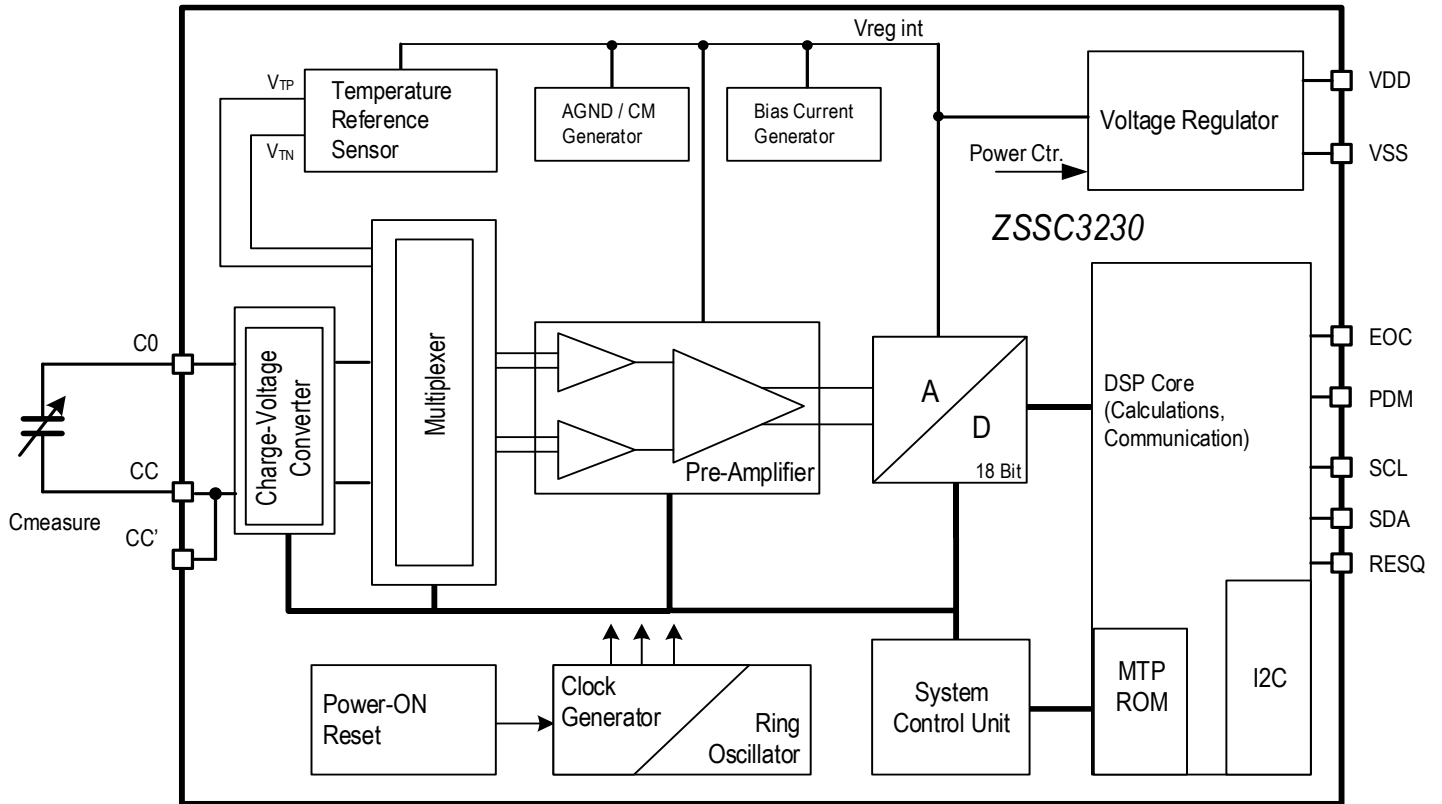 Vreg int
VTP
Temperature
Reference
Sensor
VTN
AGND / CM
Generator
Bias Current
Generator
Voltage Regulator
VDD
VSS
Power Ctr.
ZSSC3230
C0
CC
CC'
Cmeasure
Charge-Voltage
Converter
Multiplexer
Pre-Amplifier
A
D
18 Bit
DSP Core
(Calculations,
Communication)
EOC
PDM
SCL
SDA
RESQ
Power-ON
Reset
Clock
Generator
Ring
Oscillator
System
Control Unit
MTP
ROM
I2C